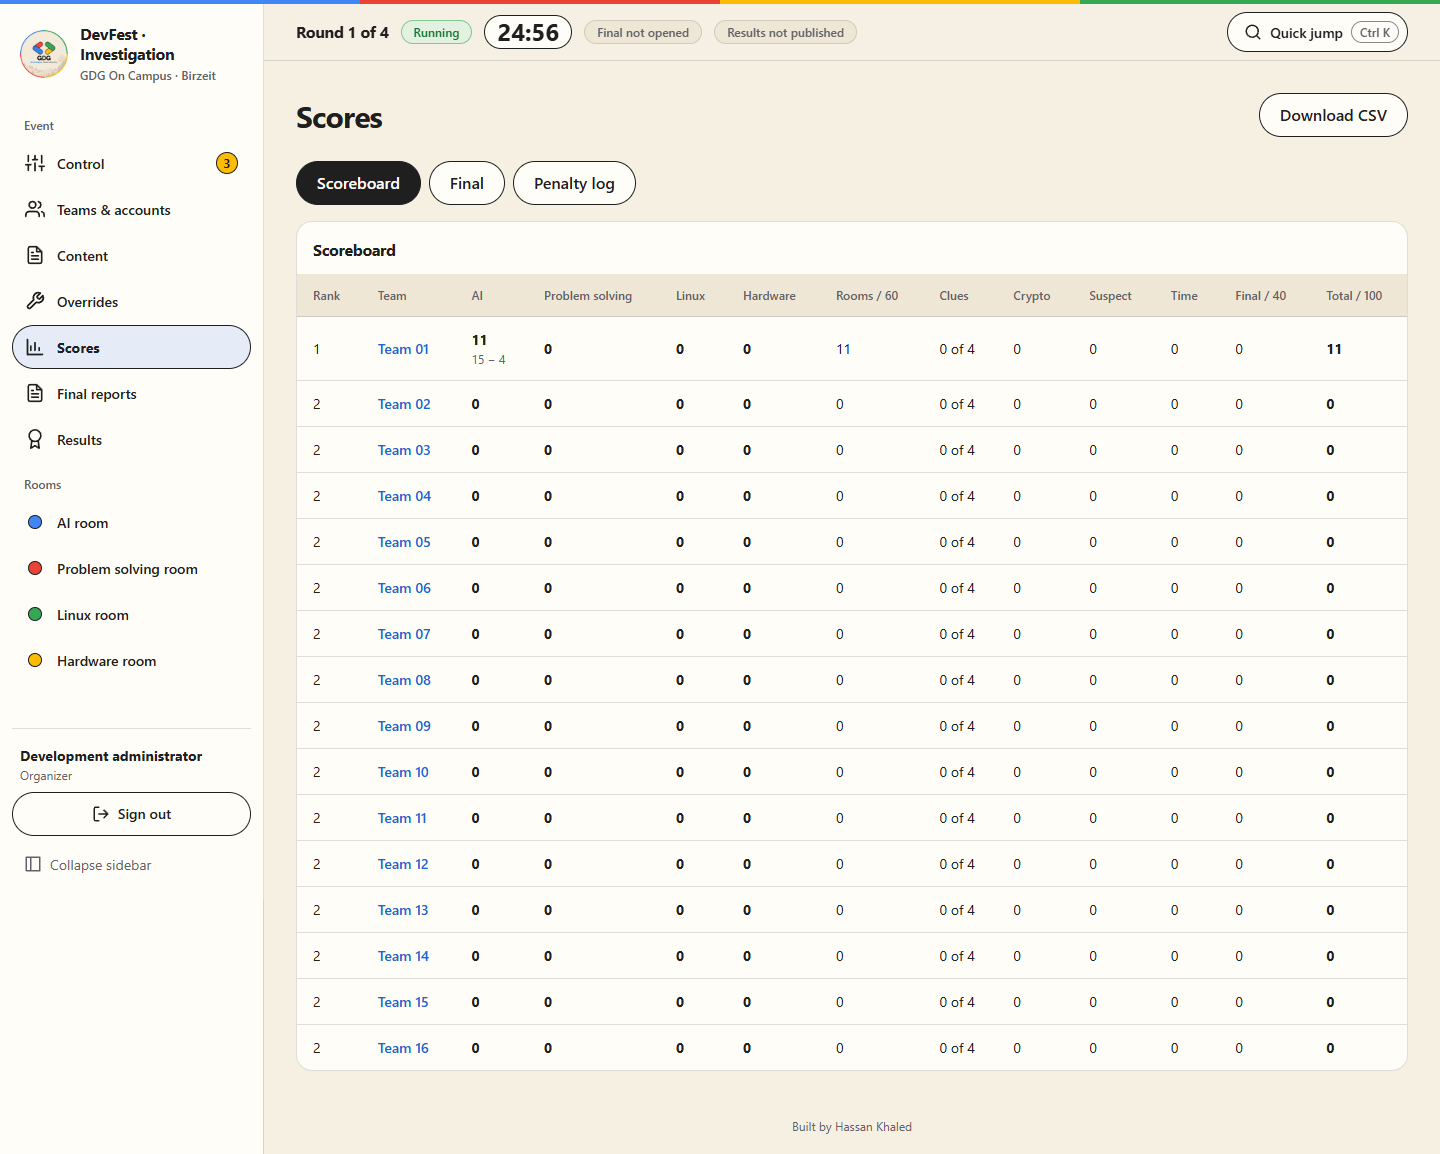 DevFest ·
Investigation
GDG On Campus · Birzeit
GDG
Event
Control 3
Teams & accounts
Content
Overrides
Scores
Final reports
Results
Rooms
AI room
Problem solving room
Linux room
Hardware room
Development administrator
Organizer
Sign out
Collapse sidebar
Round 1 of 4 Running 24:56 Final not opened Results not published Quick jump Ctrl K
Scores Download CSV
Scoreboard Final Penalty log
Scoreboard
Rank Team AI Problem solving Linux Hardware Rooms / 60 Clues Crypto Suspect Time Final / 40 Total / 100
1 Team 01 11 0 0 0 11 0 of 4 0 0 0 0 11
15 − 4
2 Team 02 0 0 0 0 0 0 of 4 0 0 0 0 0
2 Team 03 0 0 0 0 0 0 of 4 0 0 0 0 0
2 Team 04 0 0 0 0 0 0 of 4 0 0 0 0 0
2 Team 05 0 0 0 0 0 0 of 4 0 0 0 0 0
2 Team 06 0 0 0 0 0 0 of 4 0 0 0 0 0
2 Team 07 0 0 0 0 0 0 of 4 0 0 0 0 0
2 Team 08 0 0 0 0 0 0 of 4 0 0 0 0 0
2 Team 09 0 0 0 0 0 0 of 4 0 0 0 0 0
2 Team 10 0 0 0 0 0 0 of 4 0 0 0 0 0
2 Team 11 0 0 0 0 0 0 of 4 0 0 0 0 0
2 Team 12 0 0 0 0 0 0 of 4 0 0 0 0 0
2 Team 13 0 0 0 0 0 0 of 4 0 0 0 0 0
2 Team 14 0 0 0 0 0 0 of 4 0 0 0 0 0
2 Team 15 0 0 0 0 0 0 of 4 0 0 0 0 0
2 Team 16 0 0 0 0 0 0 of 4 0 0 0 0 0
Built by Hassan Khaled